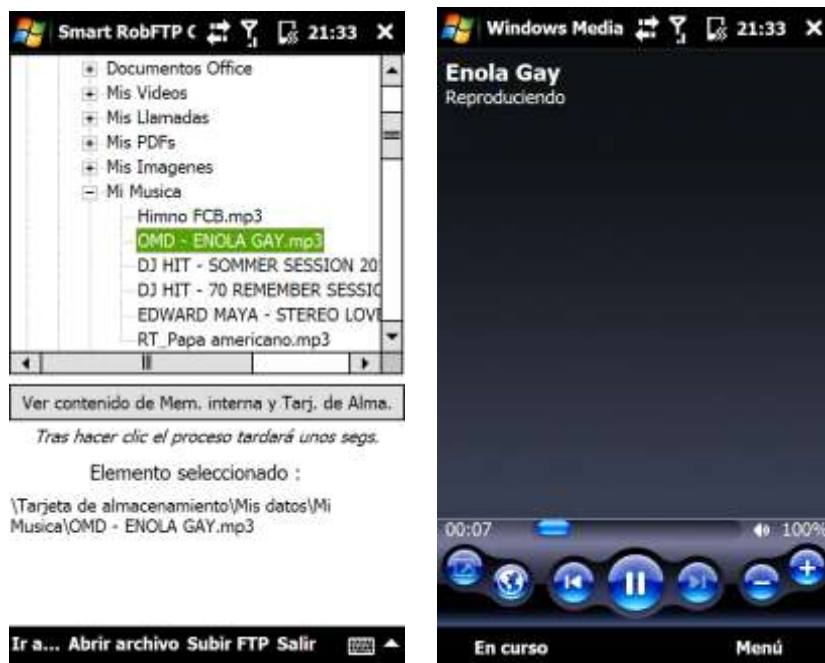 Smart RobFTP C 21:33 X
Documentos Office
Mis Videos
Mis Llamadas
Mis PDFs
Mis Imagenes
Mi Musica
Himno FCB.mp3
OMD - ENOLA GAY.mp3
DJ HIT - SOMMER SESSION 20
DJ HIT - 70 REMEMBER SESSIC
EDWARD MAYA - STEREO LOVE
RT_Papa americano.mp3
Ver contenido de Mem. interna y Tarj. de Alma.
Tras hacer clic el proceso tardará unos segs.
Elemento seleccionado :
\Tarjeta de almacenamiento\Mis datos\Mi
Musica\OMD - ENOLA GAY.mp3
Ir a... Abrir archivo Subir FTP Salir
Windows Media 21:33 X
Enola Gay
Reproduciendo
00:07 100%
En curso Menú